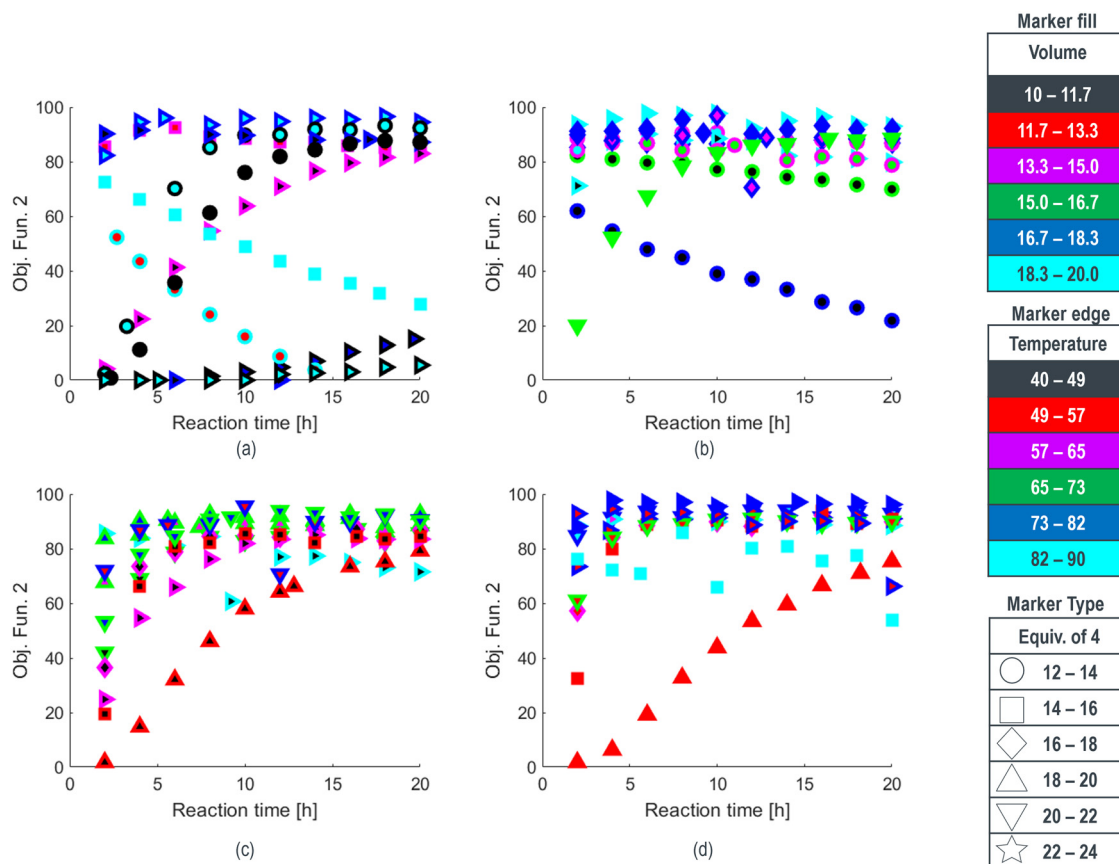 Obj. Fun. 2
100
80
60
40
20
0
0 5 10 15 20
Reaction time [h]
(a)
Obj. Fun. 2
100
80
60
40
20
0
0 5 10 15 20
Reaction time [h]
(b)
Obj. Fun. 2
100
80
60
40
20
0
0 5 10 15 20
Reaction time [h]
(c)
Obj. Fun. 2
100
80
60
40
20
0
0 5 10 15 20
Reaction time [h]
(d)
Marker fill
Volume
10 – 11.7
11.7 – 13.3
13.3 – 15.0
15.0 – 16.7
16.7 – 18.3
18.3 – 20.0
Marker edge
Temperature
40 – 49
49 – 57
57 – 65
65 – 73
73 – 82
82 – 90
Marker Type
Equiv. of 4
12 – 14
14 – 16
16 – 18
18 – 20
20 – 22
22 – 24